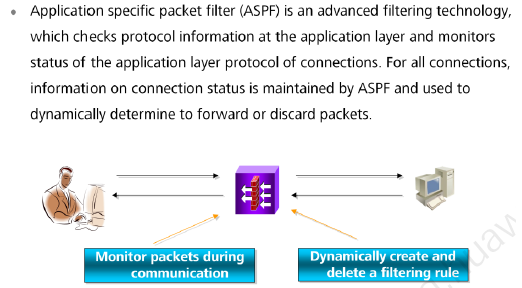 • Application specific packet filter (ASPF) is an advanced filtering technology,
which checks protocol information at the application layer and monitors
status of the application layer protocol of connections. For all connections,
information on connection status is maintained by ASPF and used to
dynamically determine to forward or discard packets.
Monitor packets during
communication
Dynamically create and
delete a filtering rule